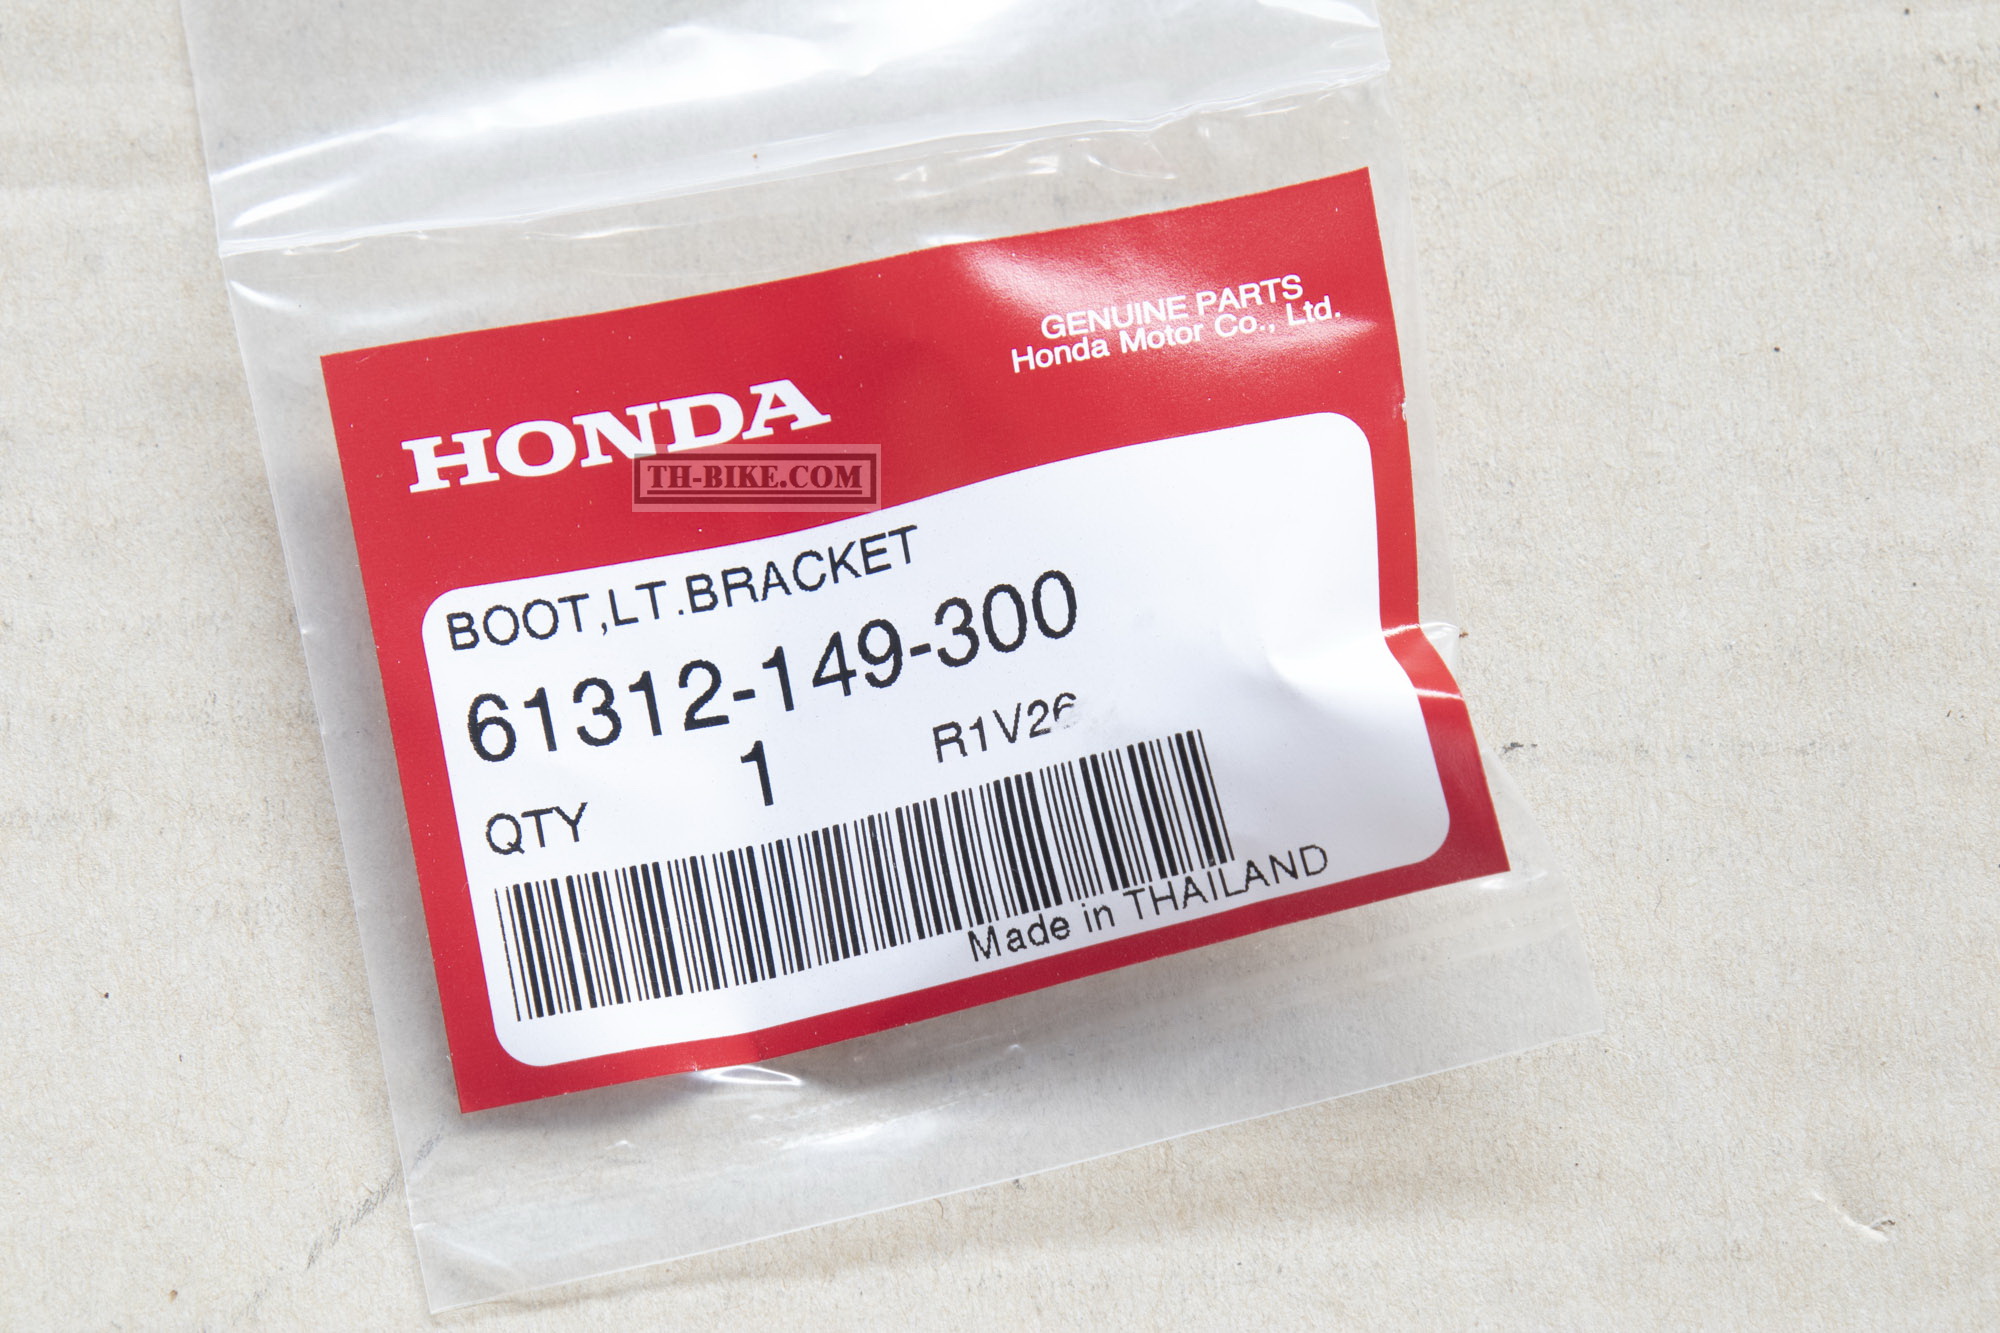 GENUINE PARTS
Honda Motor Co., Ltd.
HONDA
TH-BIKE.COM
BOOT,LT.BRACKET
61312-149-300
QTY 1
Made in THAILAND